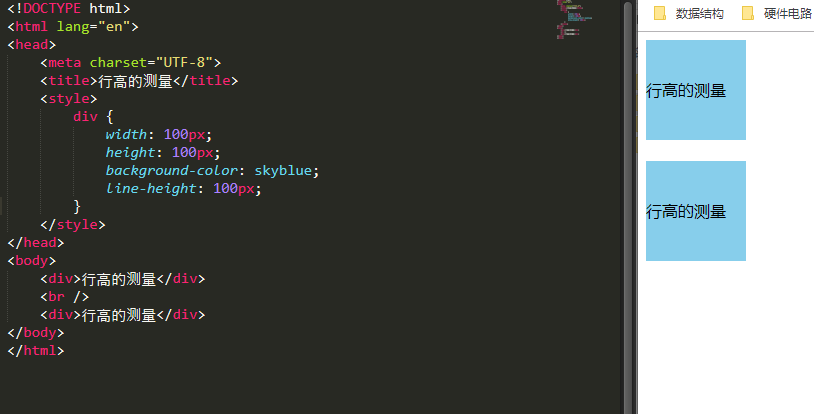 <!DOCTYPE html>
<html lang="en">
<head>
    <meta charset="UTF-8">
    <title>行高的测量</title>
    <style>
        div {
            width: 100px;
            height: 100px;
            background-color: skyblue;
            line-height: 100px;
        }
    </style>
</head>
<body>
    <div>行高的测量</div>
    <br />
    <div>行高的测量</div>
</body>
</html>
数据结构 硬件电路
行高的测量
行高的测量